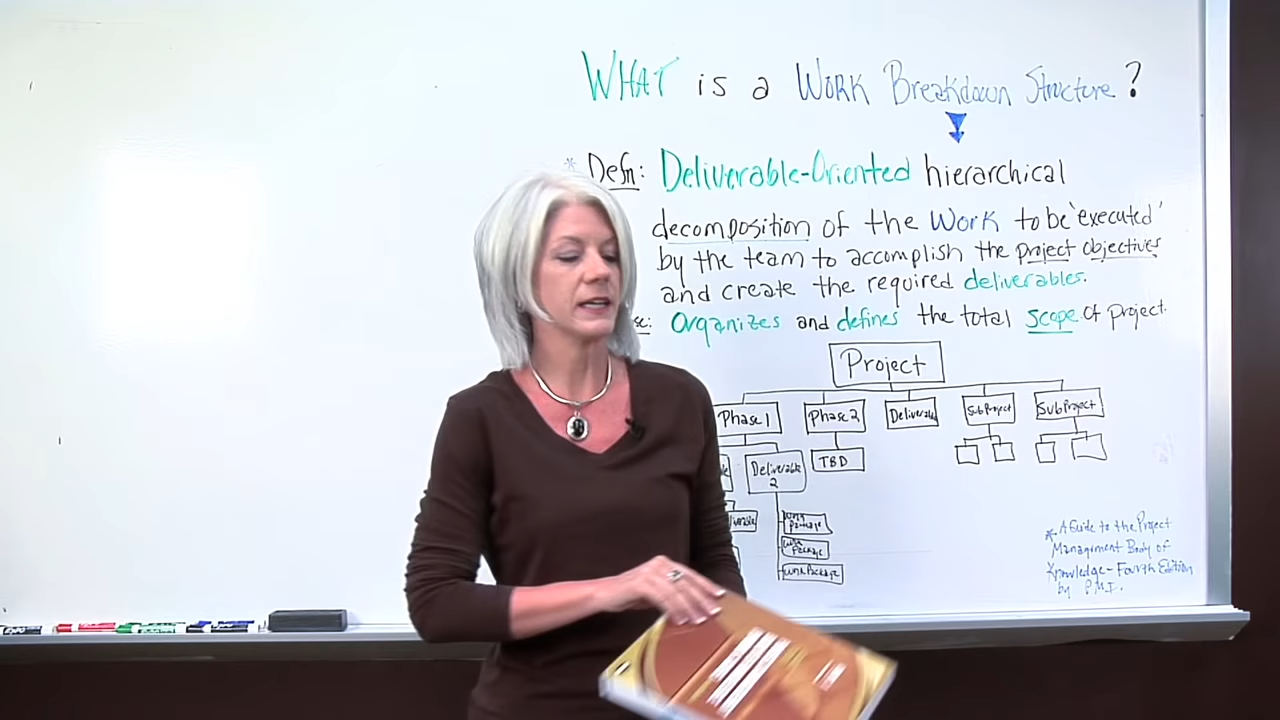 WHAT is a WORK Breakdown Structure?
* Defn: Deliverable-Oriented hierarchical
decomposition of the WORK to be 'executed'
by the team to accomplish the project objectives
and create the required deliverables.
sc: Organizes and defines the total scope of project.
Project
Phase 1 Phase 2 Deliverable SubProject SubProject
Deliverable 2
TBD
Work Package
Work Package
Work Package
* A Guide to the Project
Management Body of
Knowledge-Fourth Edition
by P.M.I.
EXPO